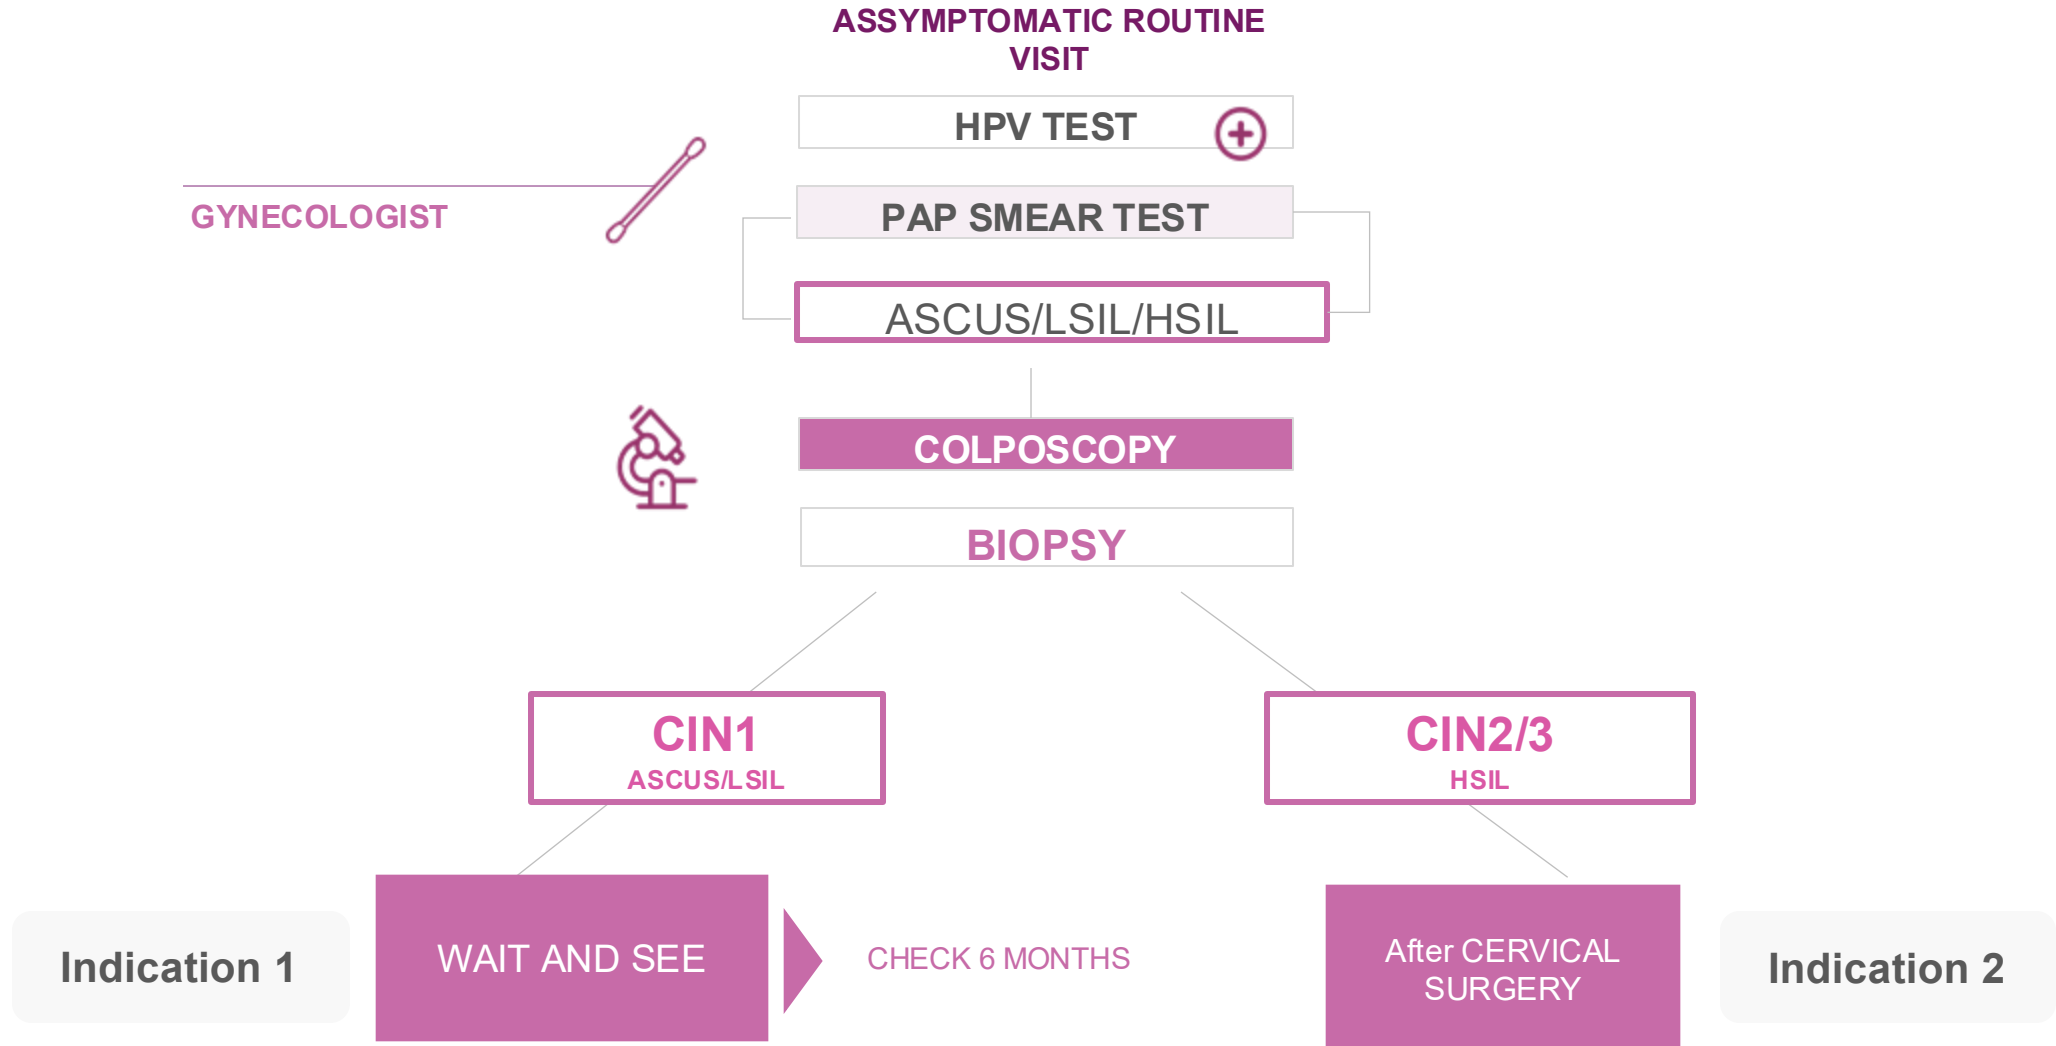 ASSYMPTOMATIC ROUTINE
VISIT
HPV TEST
GYNECOLOGIST
PAP SMEAR TEST
ASCUS/LSIL/HSIL
COLPOSCOPY
BIOPSY
CIN1
ASCUS/LSIL
CIN2/3
HSIL
Indication 1
WAIT AND SEE
CHECK 6 MONTHS
After CERVICAL
SURGERY
Indication 2